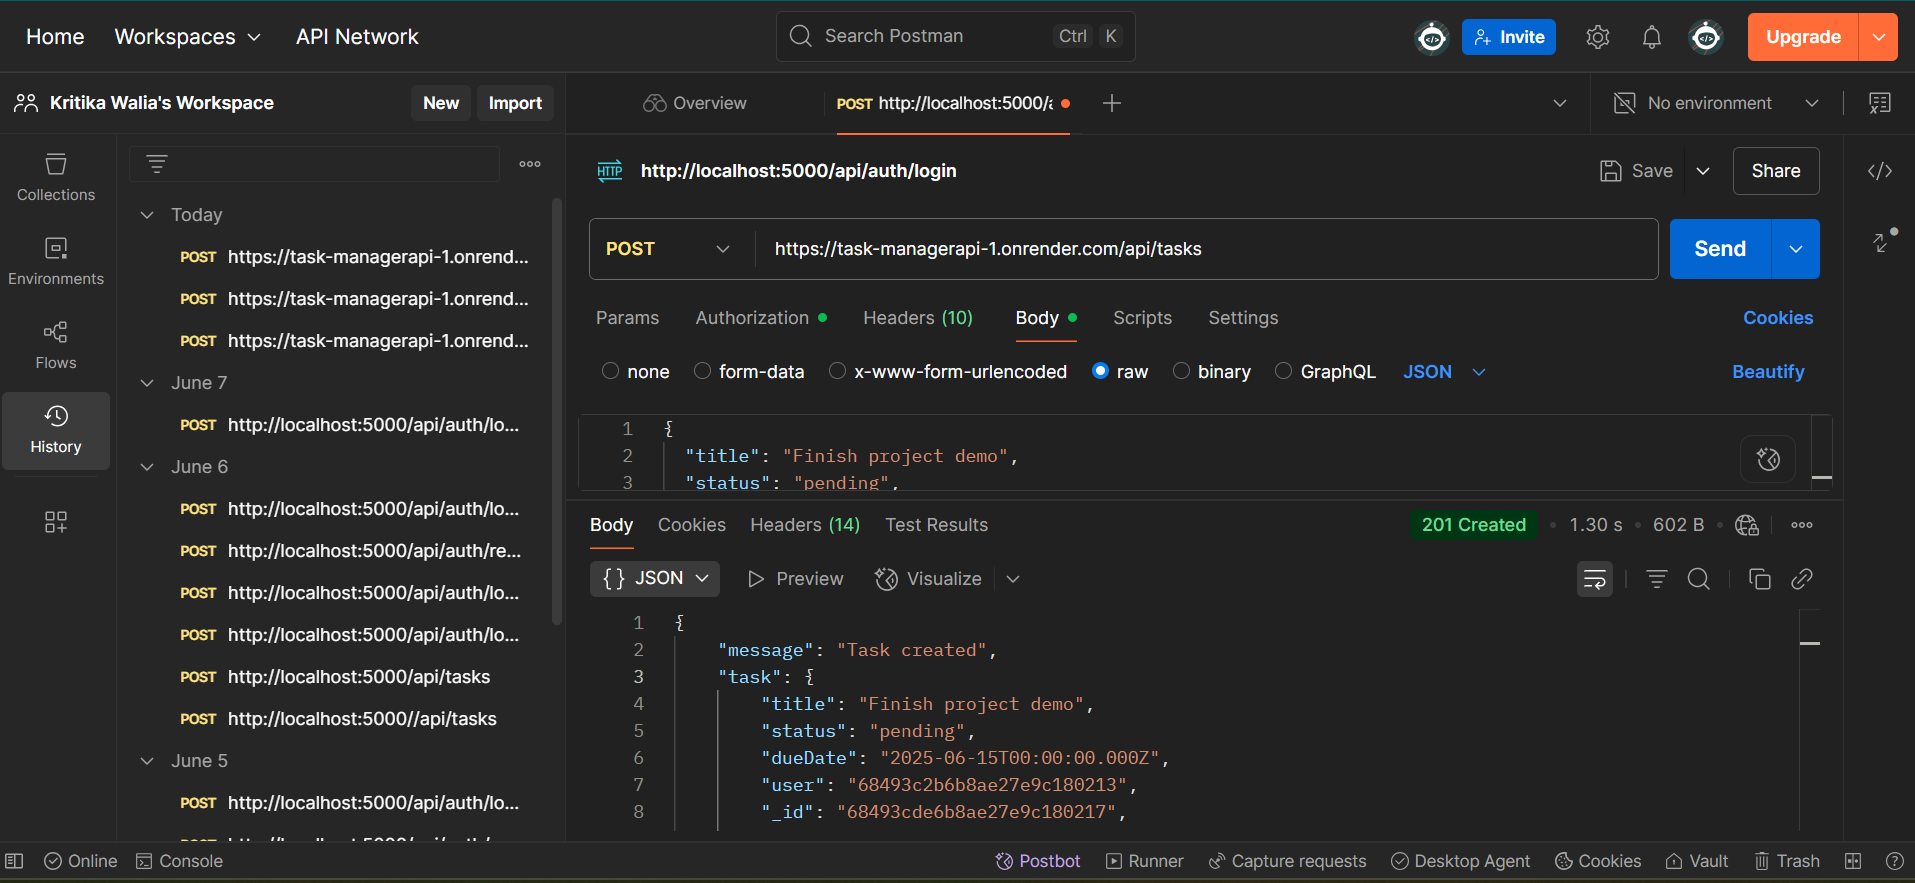 Home Workspaces API Network Search Postman Ctrl K Invite Upgrade
Kritika Walia's Workspace New Import Overview POST http://localhost:5000/a No environment
Collections
Environments
Flows
History
Today
POST https://task-managerapi-1.onrend...
POST https://task-managerapi-1.onrend...
POST https://task-managerapi-1.onrend...
June 7
POST http://localhost:5000/api/auth/lo...
June 6
POST http://localhost:5000/api/auth/lo...
POST http://localhost:5000/api/auth/re...
POST http://localhost:5000/api/auth/lo...
POST http://localhost:5000/api/auth/lo...
POST http://localhost:5000/api/tasks
POST http://localhost:5000//api/tasks
June 5
POST http://localhost:5000/api/auth/lo...
HTTP http://localhost:5000/api/auth/login Save Share
POST https://task-managerapi-1.onrender.com/api/tasks Send
Params Authorization Headers (10) Body Scripts Settings Cookies
none form-data x-www-form-urlencoded raw binary GraphQL JSON Beautify
1 {
2 "title": "Finish project demo",
3 "status": "pending",
Body Cookies Headers (14) Test Results 201 Created • 1.30 s • 602 B
{} JSON Preview Visualize
1 {
2 "message": "Task created",
3 "task": {
4 "title": "Finish project demo",
5 "status": "pending",
6 "dueDate": "2025-06-15T00:00:00.000Z",
7 "user": "68493c2b6b8ae27e9c180213",
8 "_id": "68493cde6b8ae27e9c180217",
Online Console Postbot Runner Capture requests Desktop Agent Cookies Vault Trash